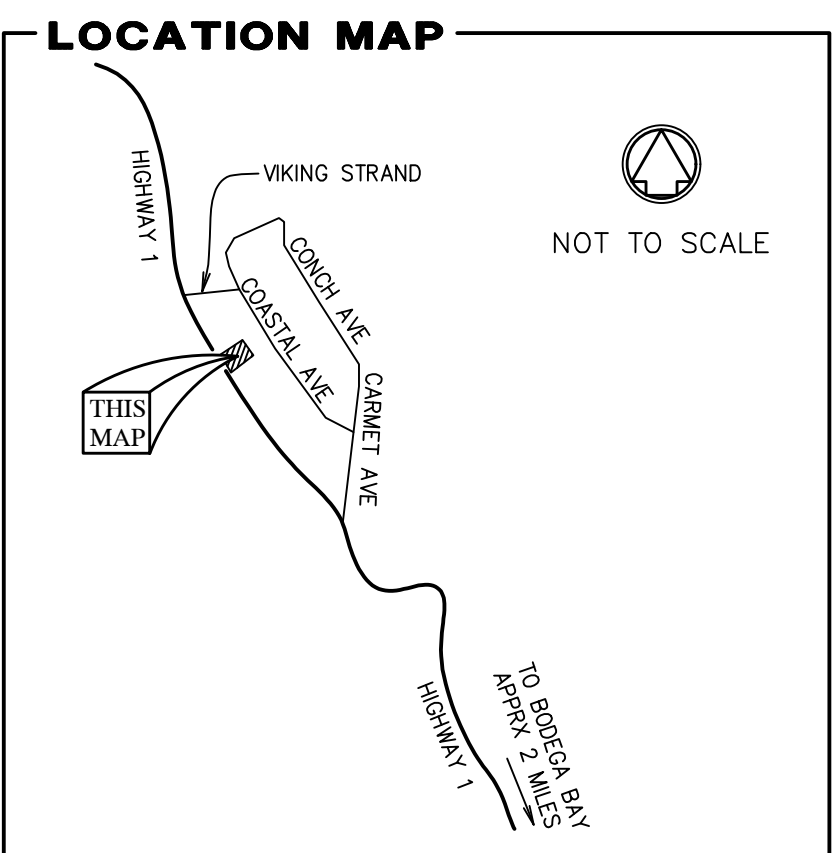 LOCATION MAP
HIGHWAY 1
VIKING STRAND
NOT TO SCALE
CONCH AVE
COASTAL AVE
CARMET AVE
THIS
MAP
HIGHWAY 1
TO BODEGA BAY
APPRX 2 MILES